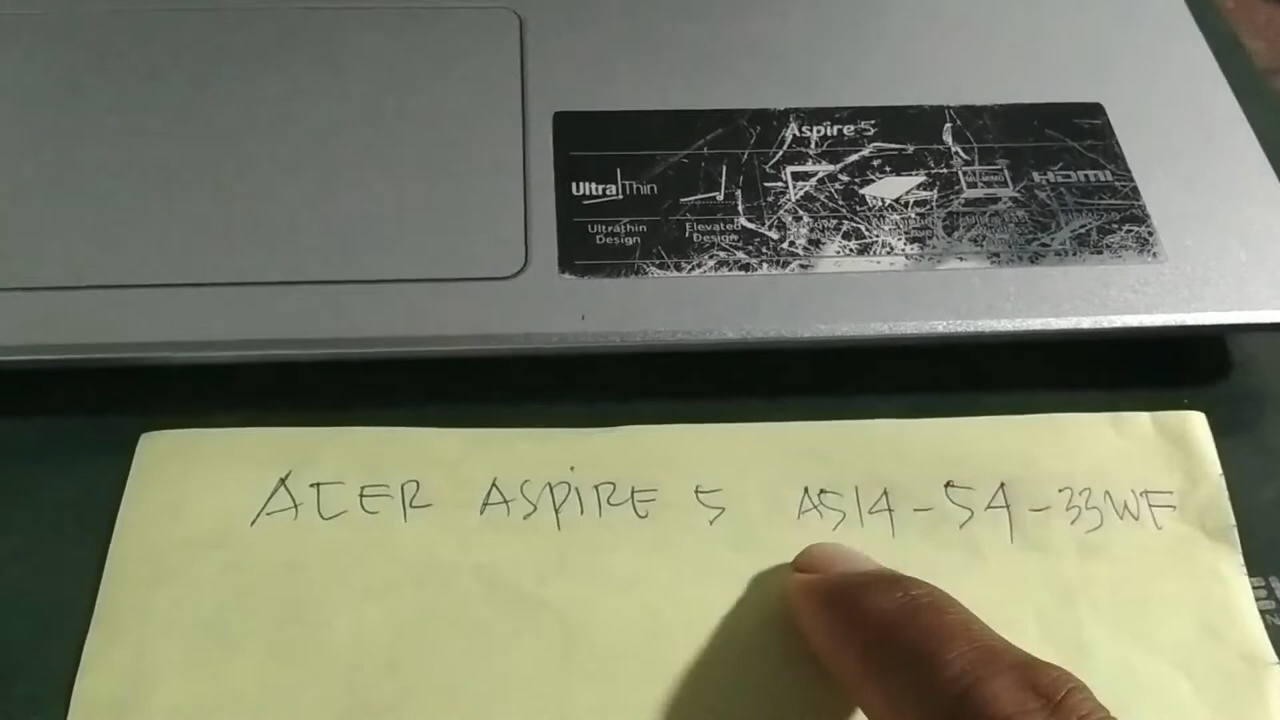 Aspire 5
Ultra Thin
HDMI
Ultrathin Design
Elevated Design
ACER ASPIRE 5 A514-54-33WF